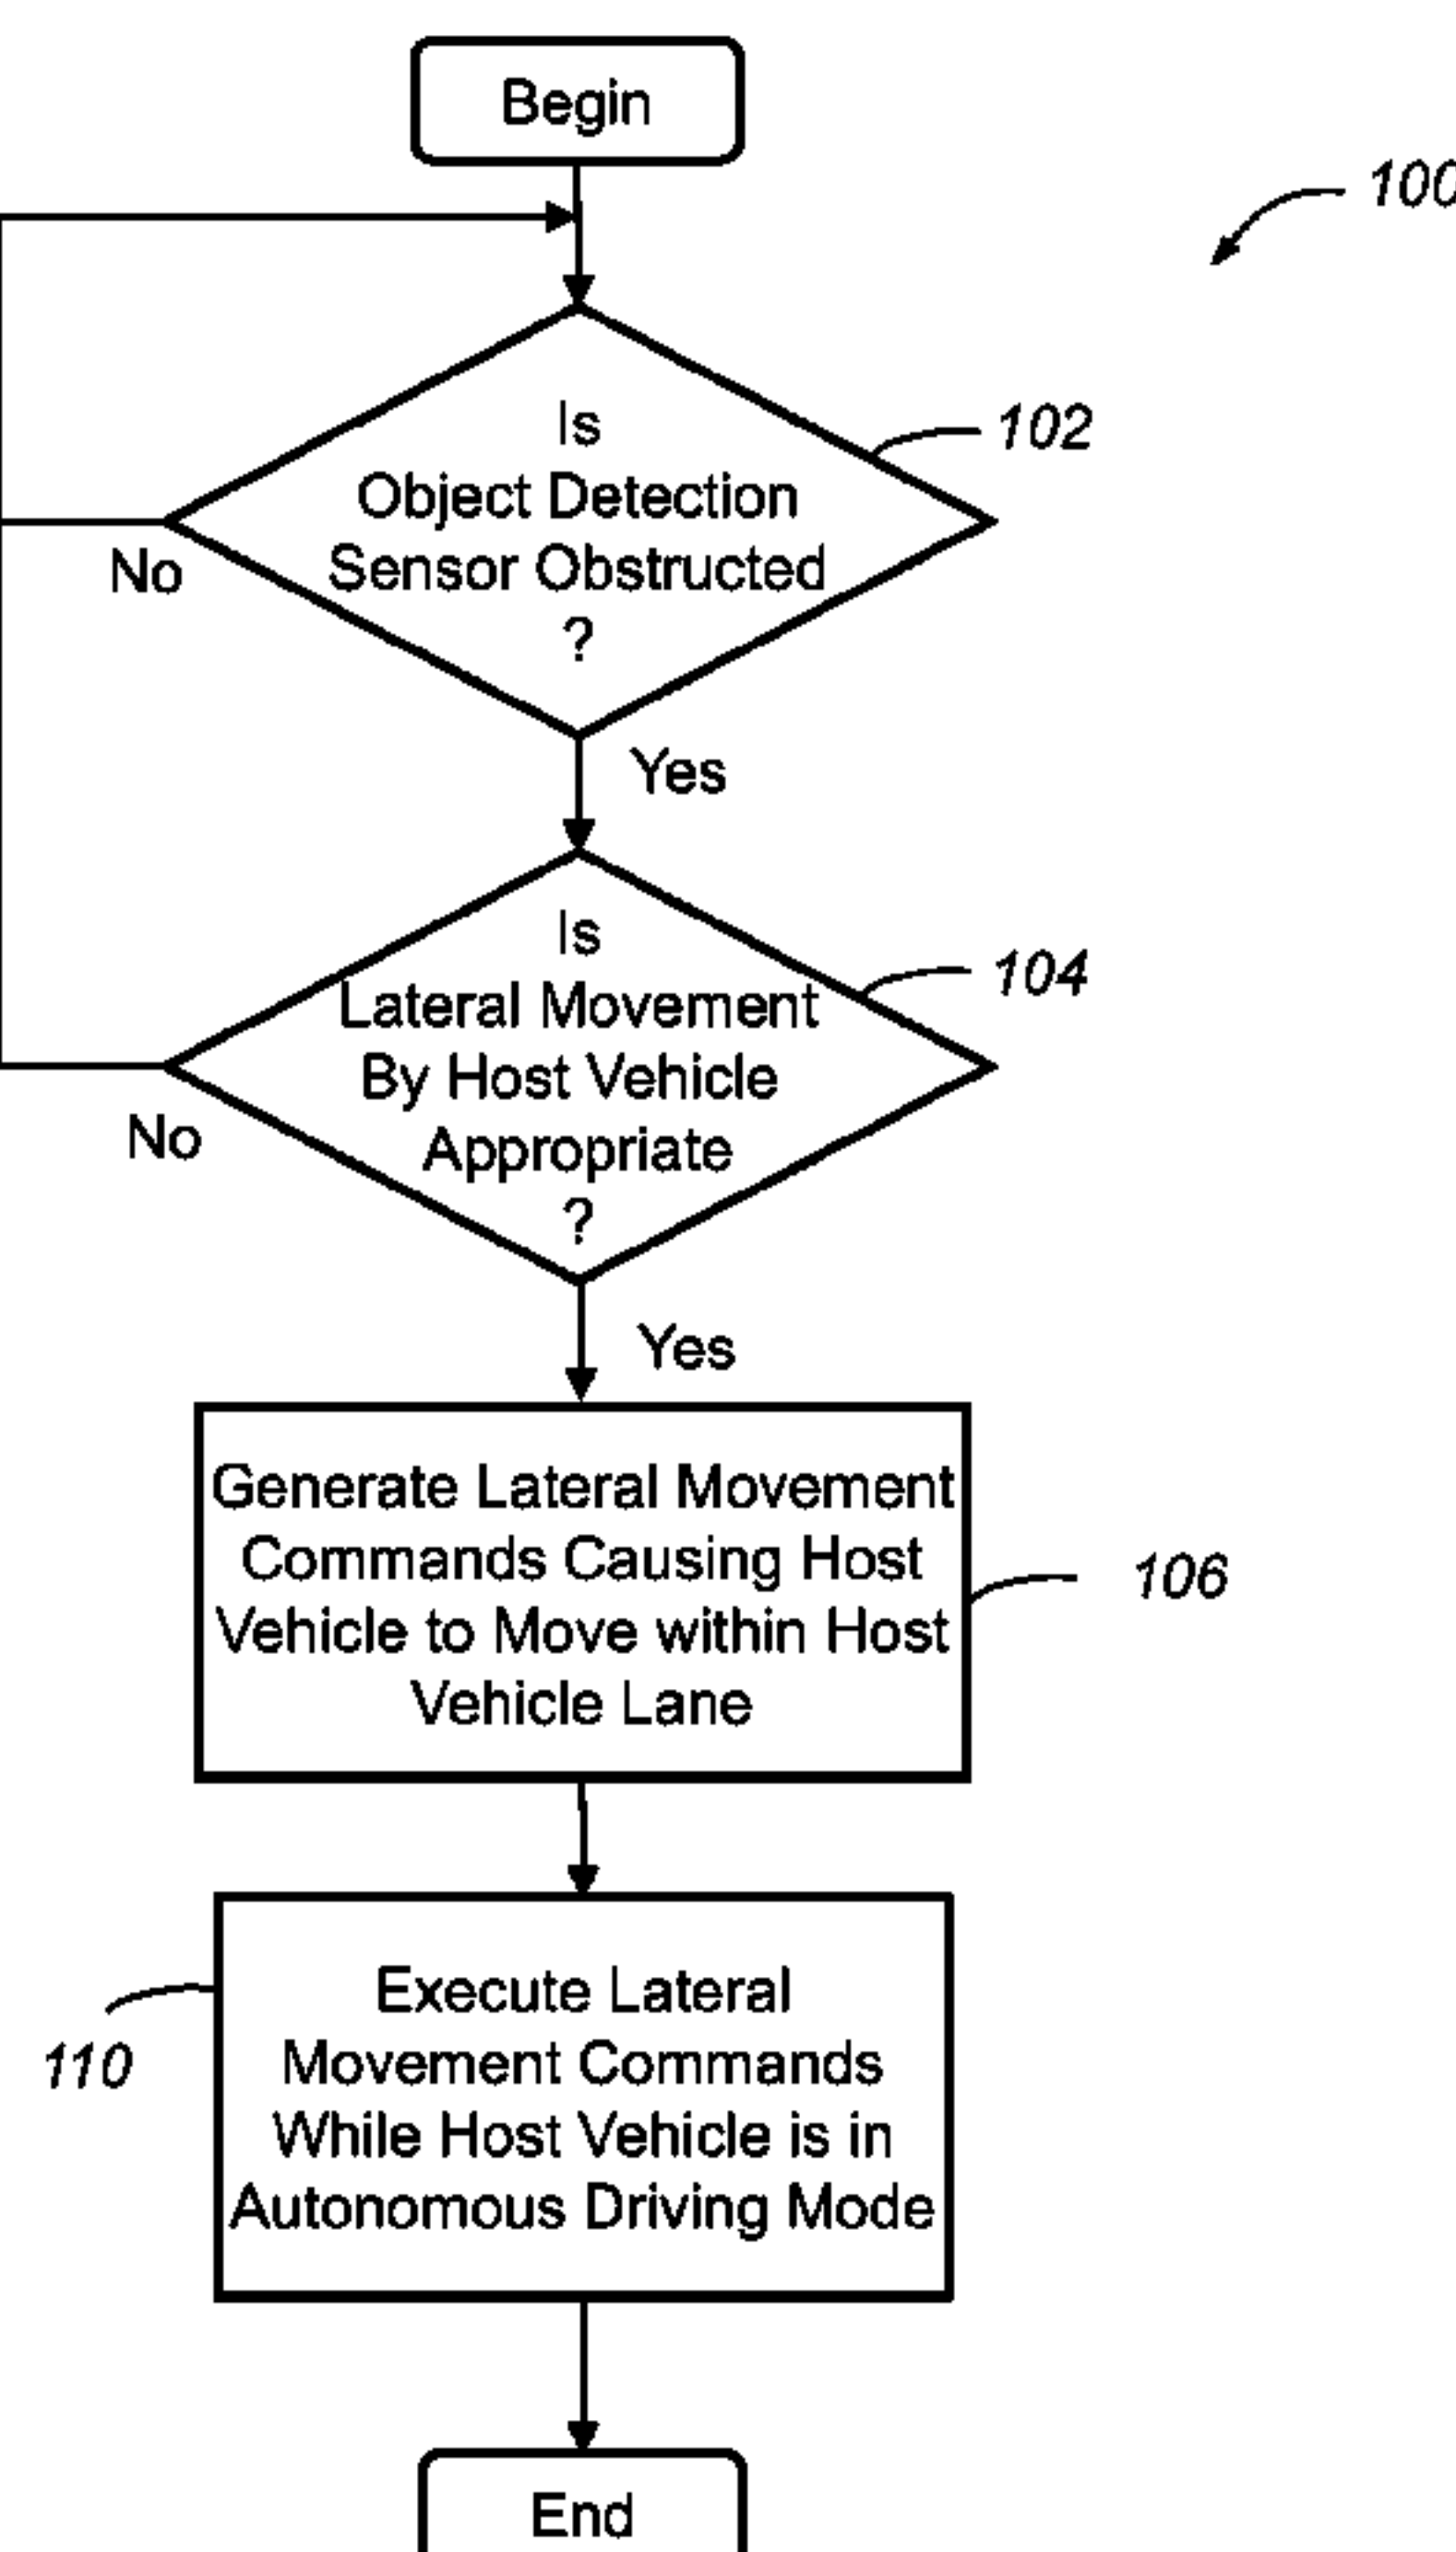 Begin
100
Is
102
Object Detection
Sensor Obstructed
No
?
Yes
Is
104
Lateral Movement
By Host Vehicle
No
Appropriate
?
Yes
Generate Lateral Movement
Commands Causing Host
106
Vehicle to Move within Host
Vehicle Lane
Execute Lateral
110
Movement Commands
While Host Vehicle is in
Autonomous Driving Mode
End